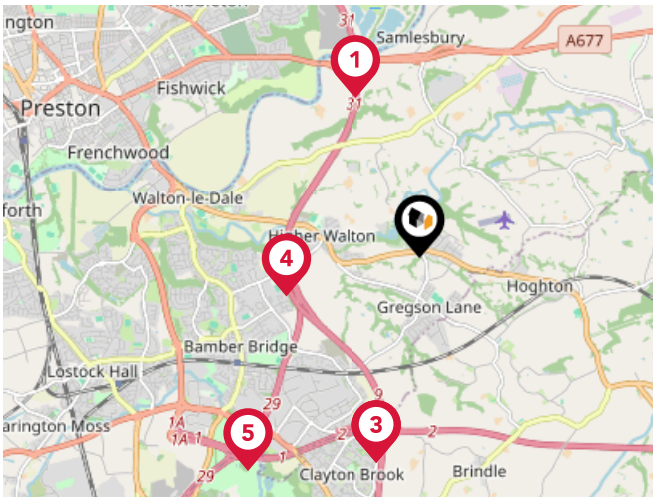 ngton
31
Samlesbury
A677
1
Fishwick
31
Preston
Frenchwood
Walton-le-Dale
forth
Higher Walton
4
Hoghton
Gregson Lane
Bamber Bridge
Lostock Hall
9
29
1A
3
5
arington Moss
1A 1
2
2
1
29
Clayton Brook
Brindle